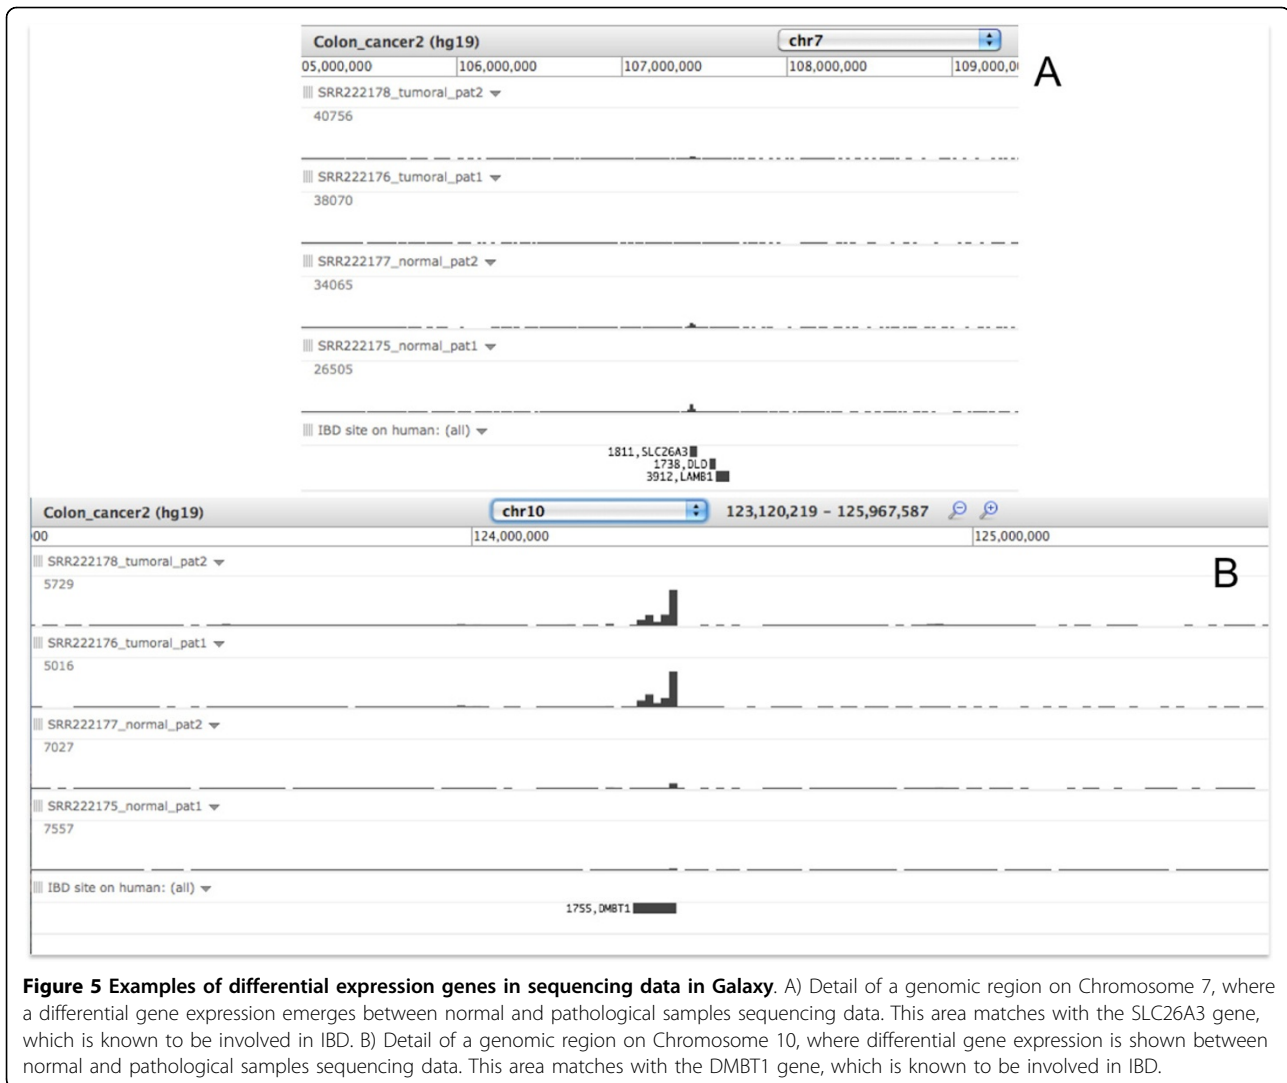 Colon_cancer2 (hg19) chr7
05,000,000 106,000,000 107,000,000 108,000,000 109,000,0
A
SRR222178_tumoral_pat2
40756
SRR222176_tumoral_pat1
38070
SRR222177_normal_pat2
34065
SRR222175_normal_pat1
26505
IBD site on human: (all)
1811,SLC26A3
1738,DLD
3912,LAMB1
Colon_cancer2 (hg19) chr10 123,120,219 - 125,967,587
00 124,000,000 125,000,000
B
SRR222178_tumoral_pat2
5729
SRR222176_tumoral_pat1
5016
SRR222177_normal_pat2
7027
SRR222175_normal_pat1
7557
IBD site on human: (all)
1755,DMBT1
Figure 5 Examples of differential expression genes in sequencing data in Galaxy. A) Detail of a genomic region on Chromosome 7, where
a differential gene expression emerges between normal and pathological samples sequencing data. This area matches with the SLC26A3 gene,
which is known to be involved in IBD. B) Detail of a genomic region on Chromosome 10, where differential gene expression is shown between
normal and pathological samples sequencing data. This area matches with the DMBT1 gene, which is known to be involved in IBD.